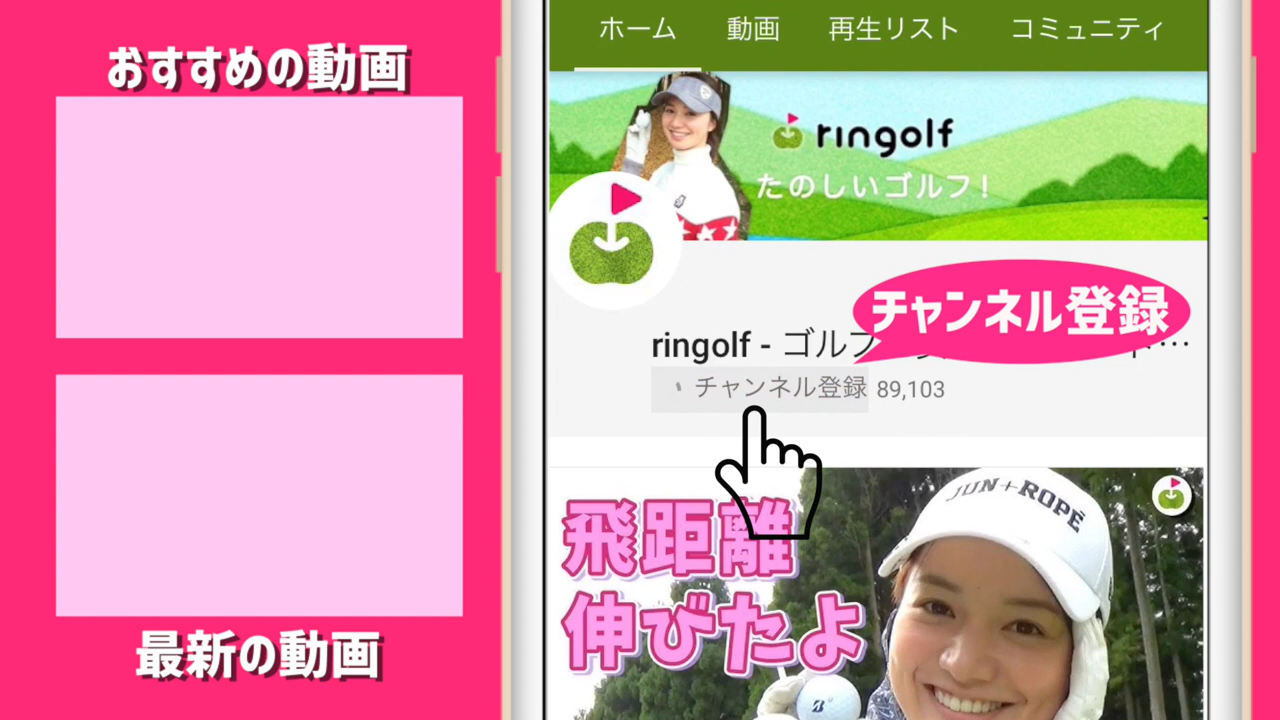 おすすめの動画
最新の動画
ホーム 動画 再生リスト コミュニティ
ringolf
たのしいゴルフ!
チャンネル登録
ringolf - ゴルフ
チャンネル登録 89,103
JUN+ROPÉ
飛距離
伸びたよ
B